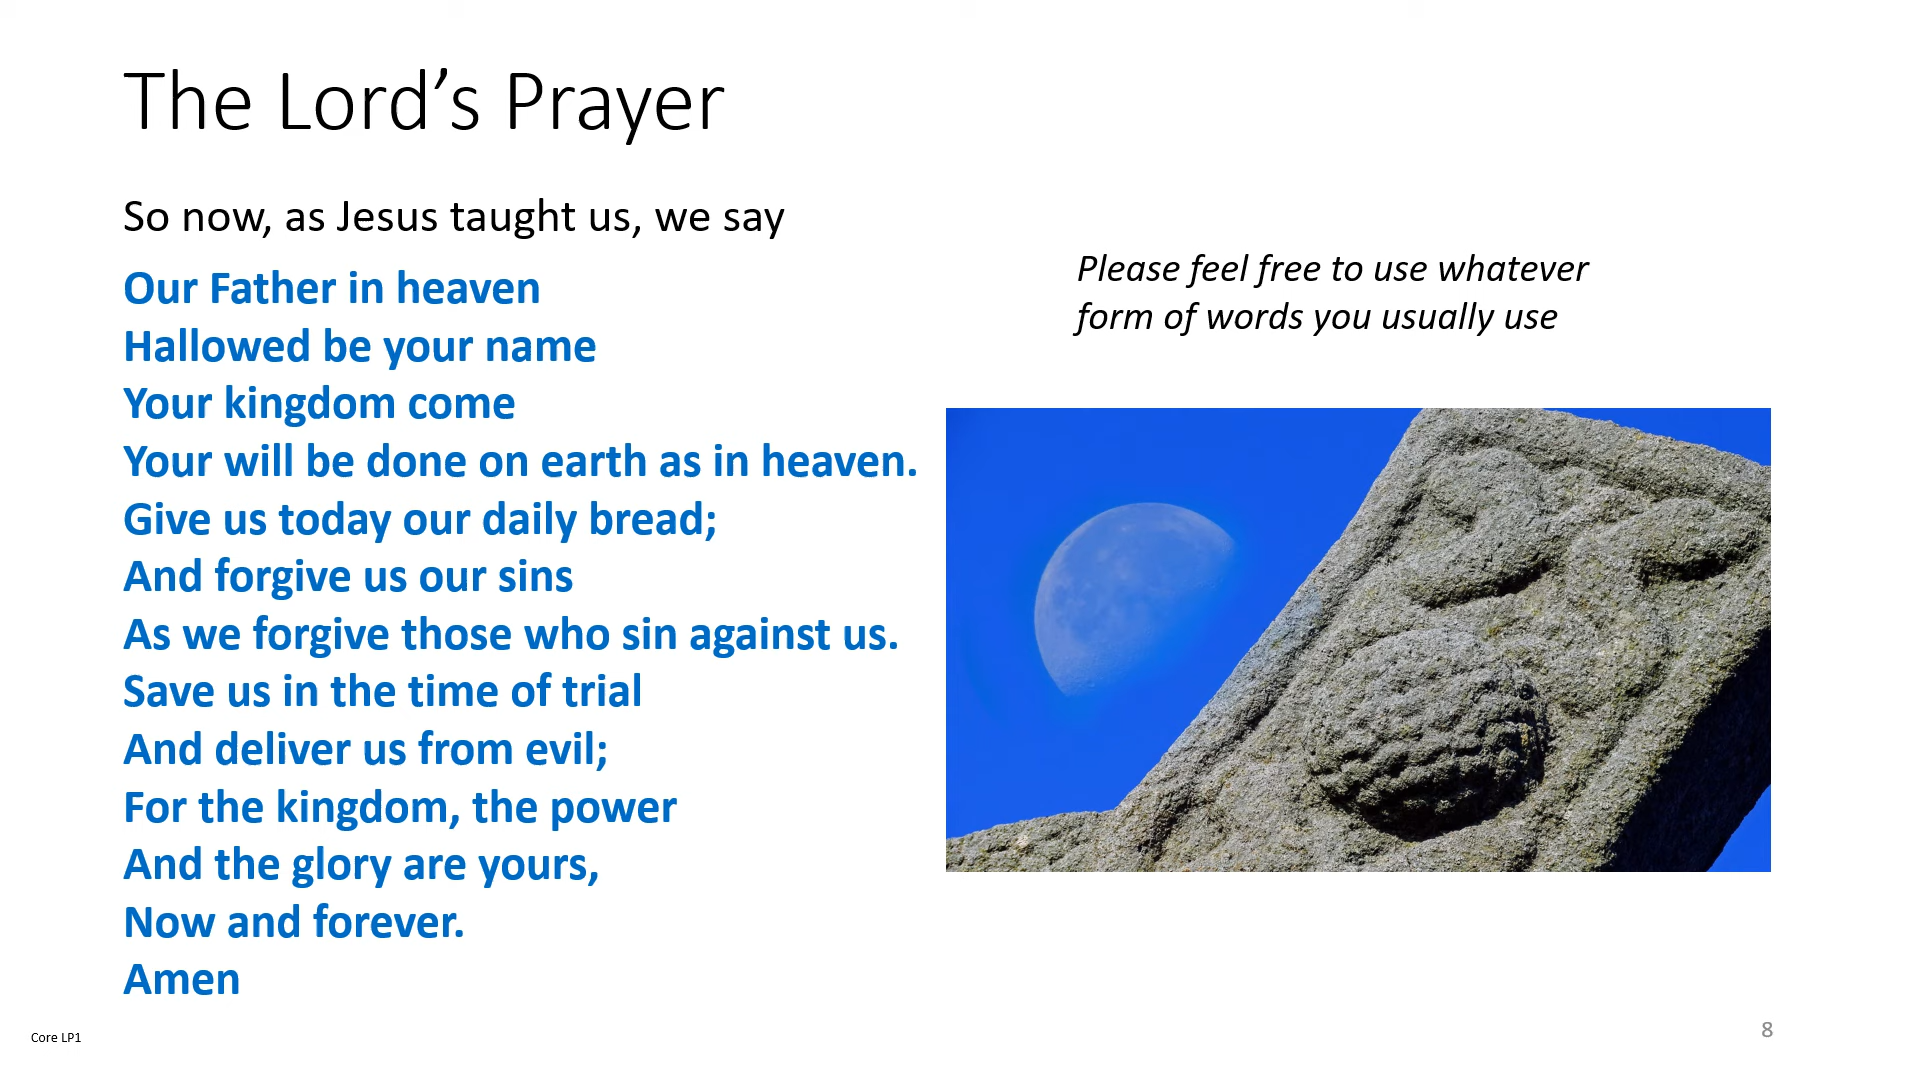 The Lord’s Prayer
So now, as Jesus taught us, we say
Our Father in heaven
Hallowed be your name
Your kingdom come
Your will be done on earth as in heaven.
Give us today our daily bread;
And forgive us our sins
As we forgive those who sin against us.
Save us in the time of trial
And deliver us from evil;
For the kingdom, the power
And the glory are yours,
Now and forever.
Amen
Please feel free to use whatever
form of words you usually use
Core LP1
8